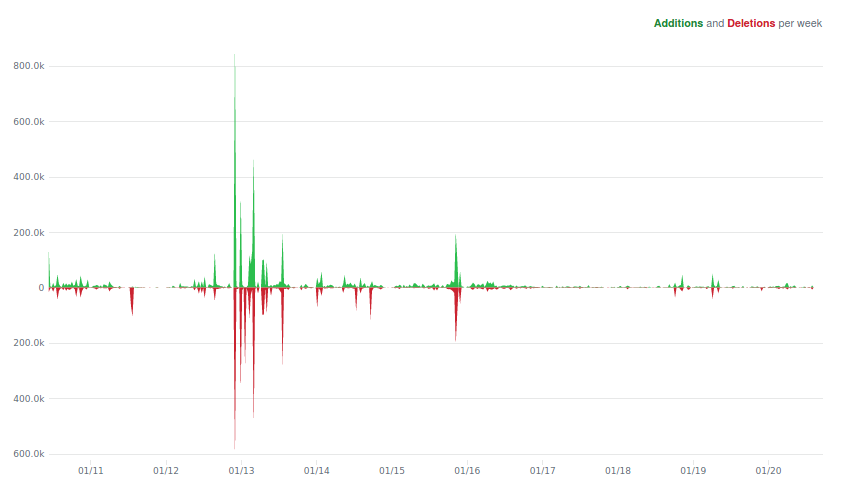 Additions and Deletions per week
800.0k
600.0k
400.0k
200.0k
0
200.0k
400.0k
600.0k
01/11 01/12 01/13 01/14 01/15 01/16 01/17 01/18 01/19 01/20